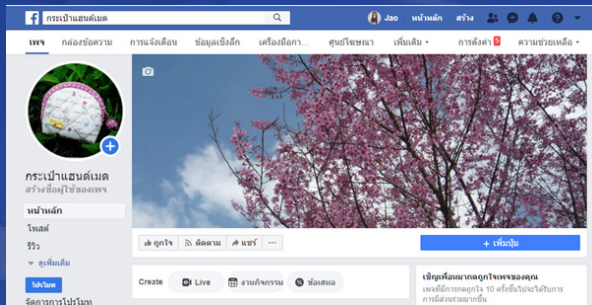 กระเป๋าแฮนด์เมด
Jao หน้าหลัก สร้าง
เพจ กล่องข้อความ การแจ้งเตือน ข้อมูลเชิงลึก เครื่องมือกา... ศูนย์โฆษณา เพิ่มเติม การตั้งค่า 5 ความช่วยเหลือ
กระเป๋าแฮนด์เมด
สร้างชื่อผู้ใช้ของเพจ
หน้าหลัก
โพสต์
รีวิว
ดูเพิ่มเติม
โปรโมท
จัดการการโปรโมท
ถูกใจ ติดตาม แชร์ ...
+ เพิ่มปุ่ม
Create Live งานกิจกรรม ข้อเสนอ
เชิญเพื่อนมากดถูกใจเพจของคุณ
เพจที่มีการกดถูกใจ 10 ครั้งขึ้นไปจะได้รับการ
การมีส่วนร่วมมากขึ้น